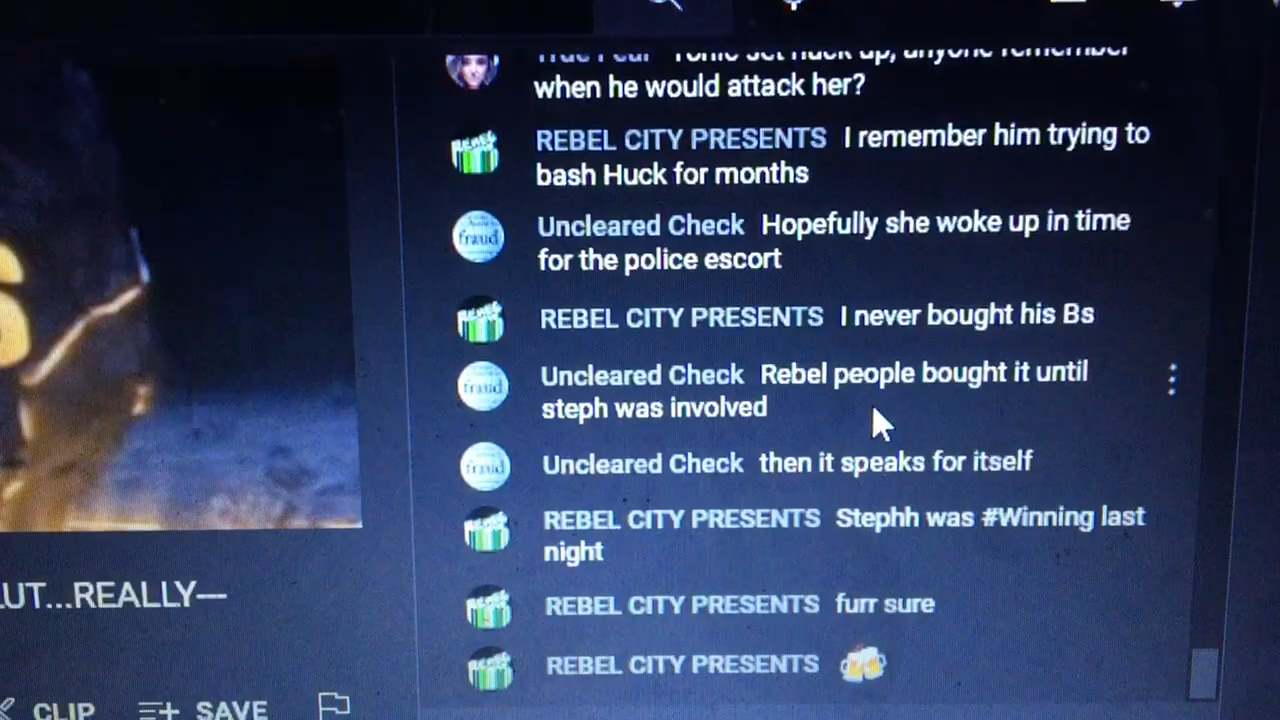 when he would attack her?
REBEL CITY PRESENTS I remember him trying to
bash Huck for months
Uncleared Check Hopefully she woke up in time
for the police escort
REBEL CITY PRESENTS I never bought his Bs
Uncleared Check Rebel people bought it until
steph was involved
Uncleared Check then it speaks for itself
REBEL CITY PRESENTS Stephh was #Winning last
night
REBEL CITY PRESENTS furr sure
REBEL CITY PRESENTS 🍻
fraud
fraud
fraud
...REALLY—
CLIP
SAVE